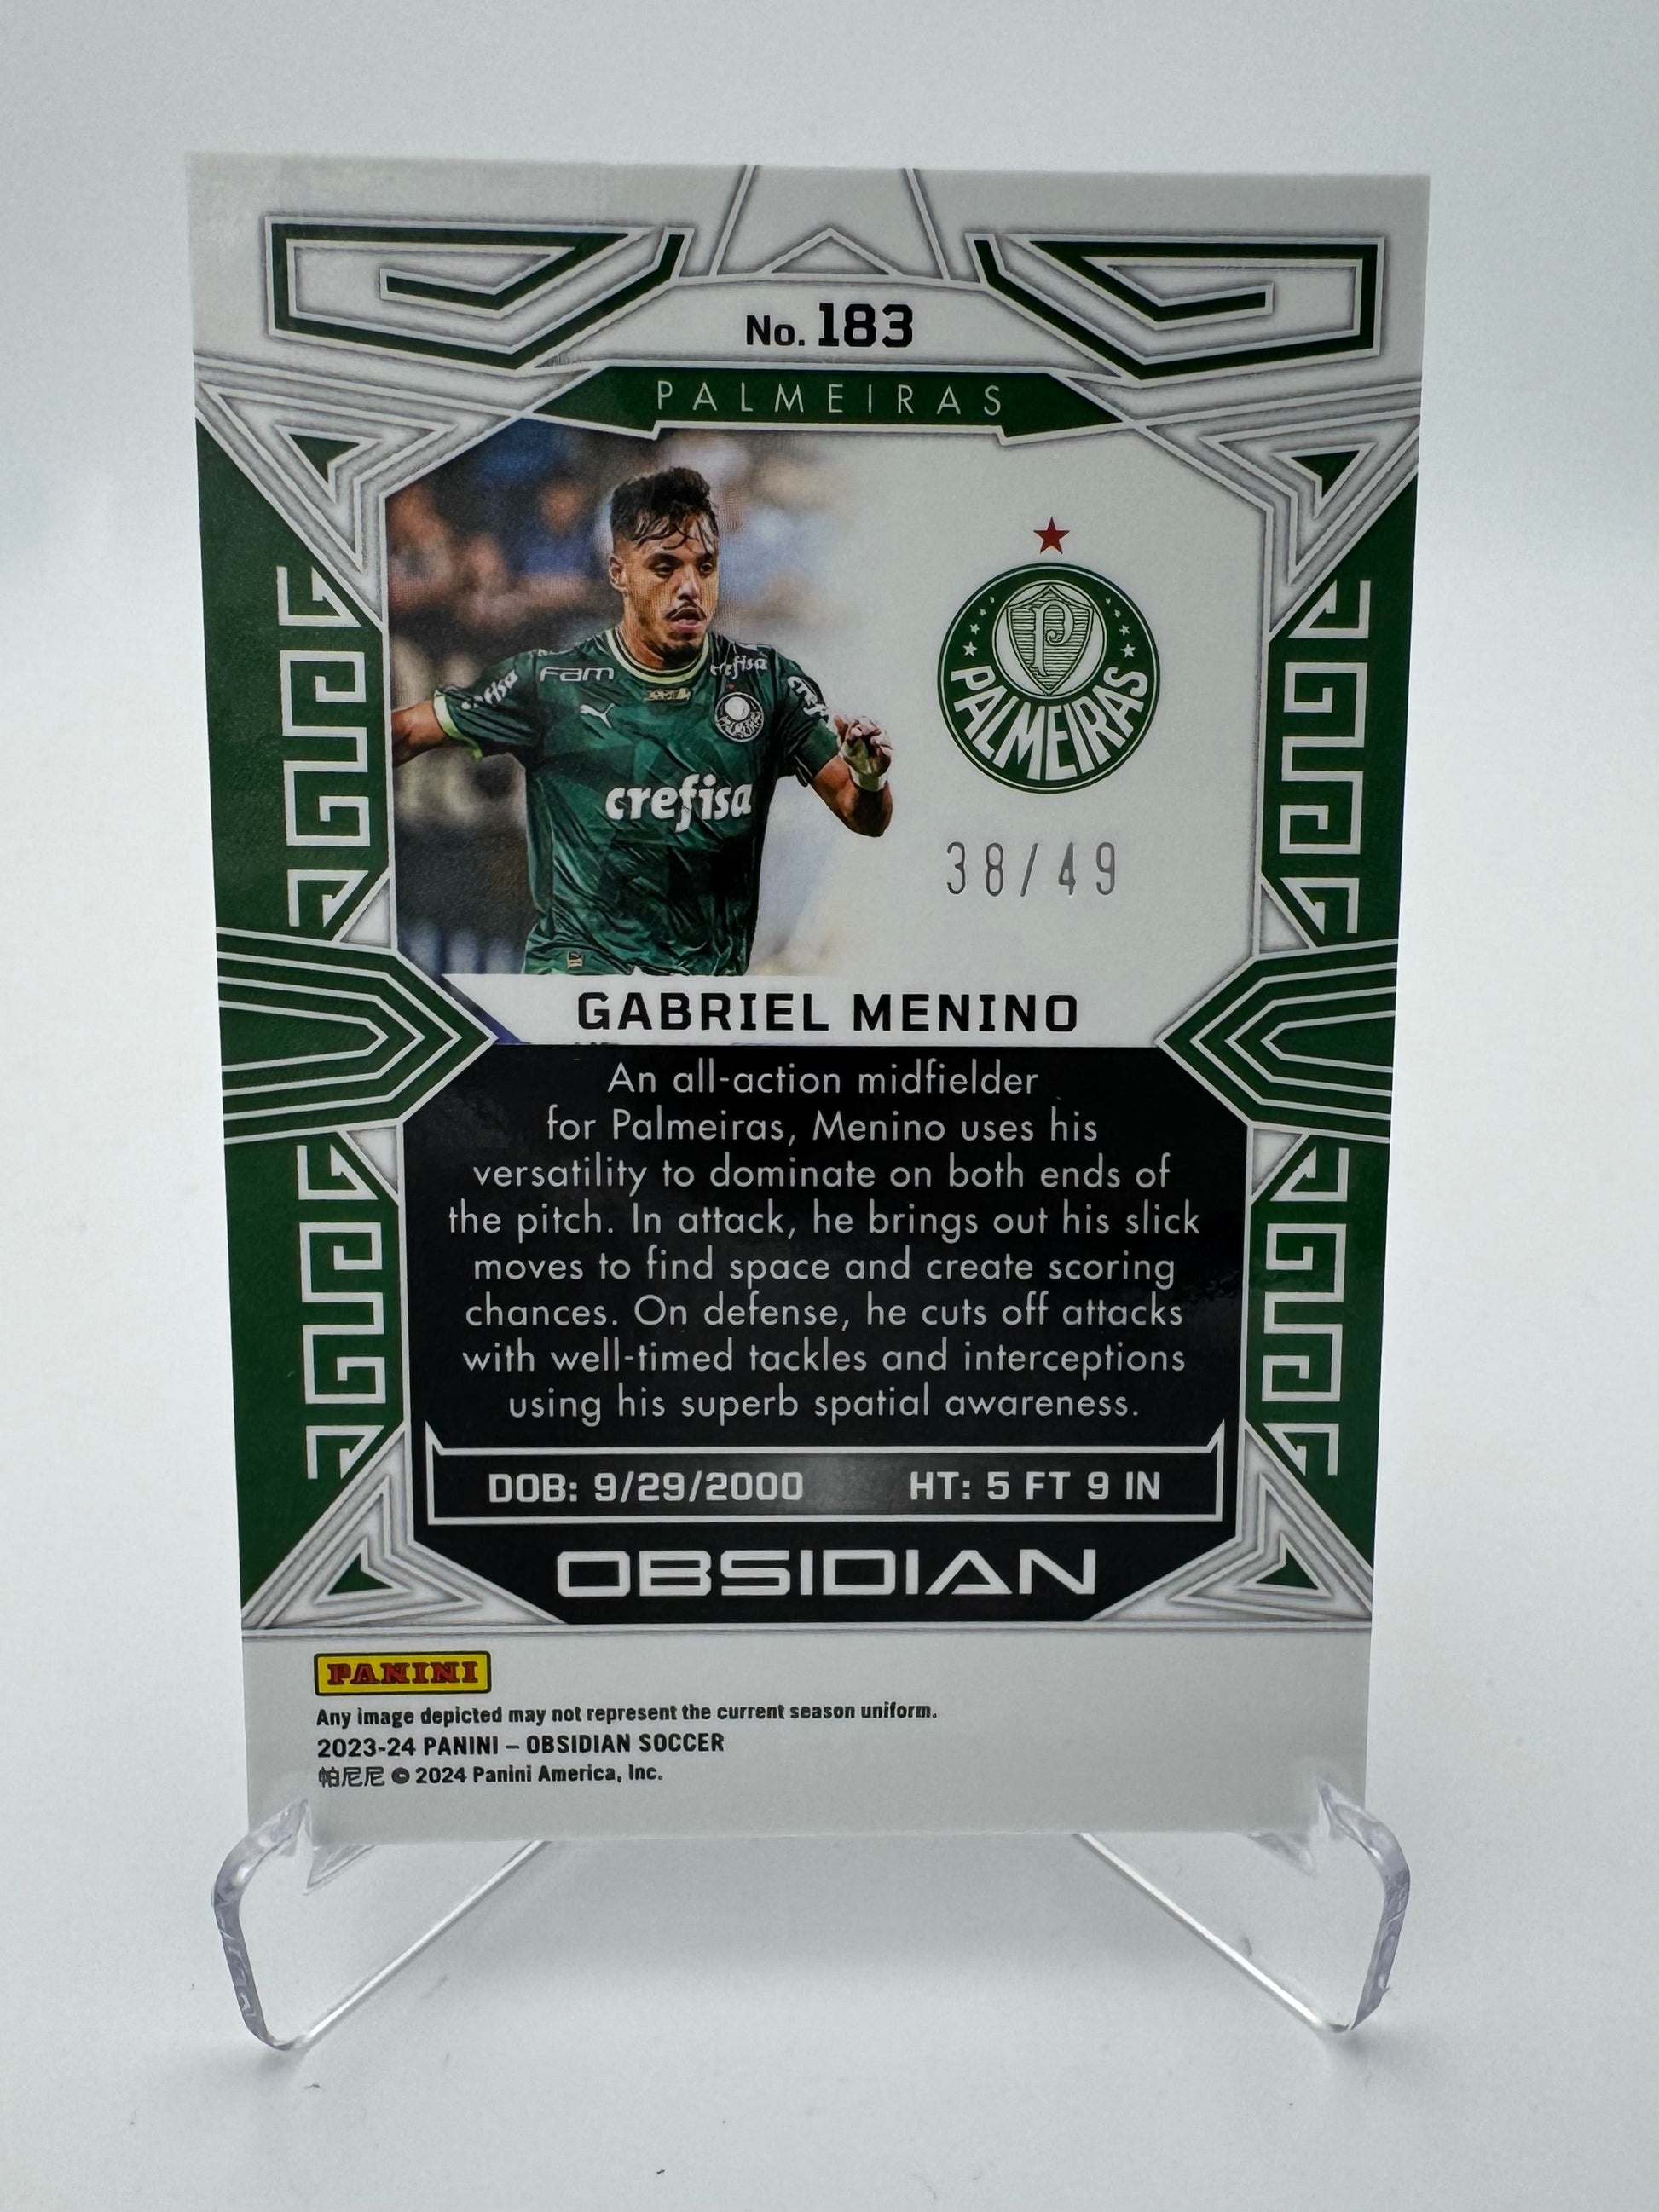 No. 183
PALMEIRAS
P
PALMEIRAS
Fam
crefisa
crefisa
38/49
GABRIEL MENINO
An all-action midfielder
for Palmeiras, Menino uses his
versatility to dominate on both ends of
the pitch. In attack, he brings out his slick
moves to find space and create scoring
chances. On defense, he cuts off attacks
with well-timed tackles and interceptions
using his superb spatial awareness.
DOB: 9/29/2000 HT: 5 FT 9 IN
OBSIDIAN
PANINI
Any image depicted may not represent the current season uniform.
2023-24 PANINI – OBSIDIAN SOCCER
帕尼尼 © 2024 Panini America, Inc.